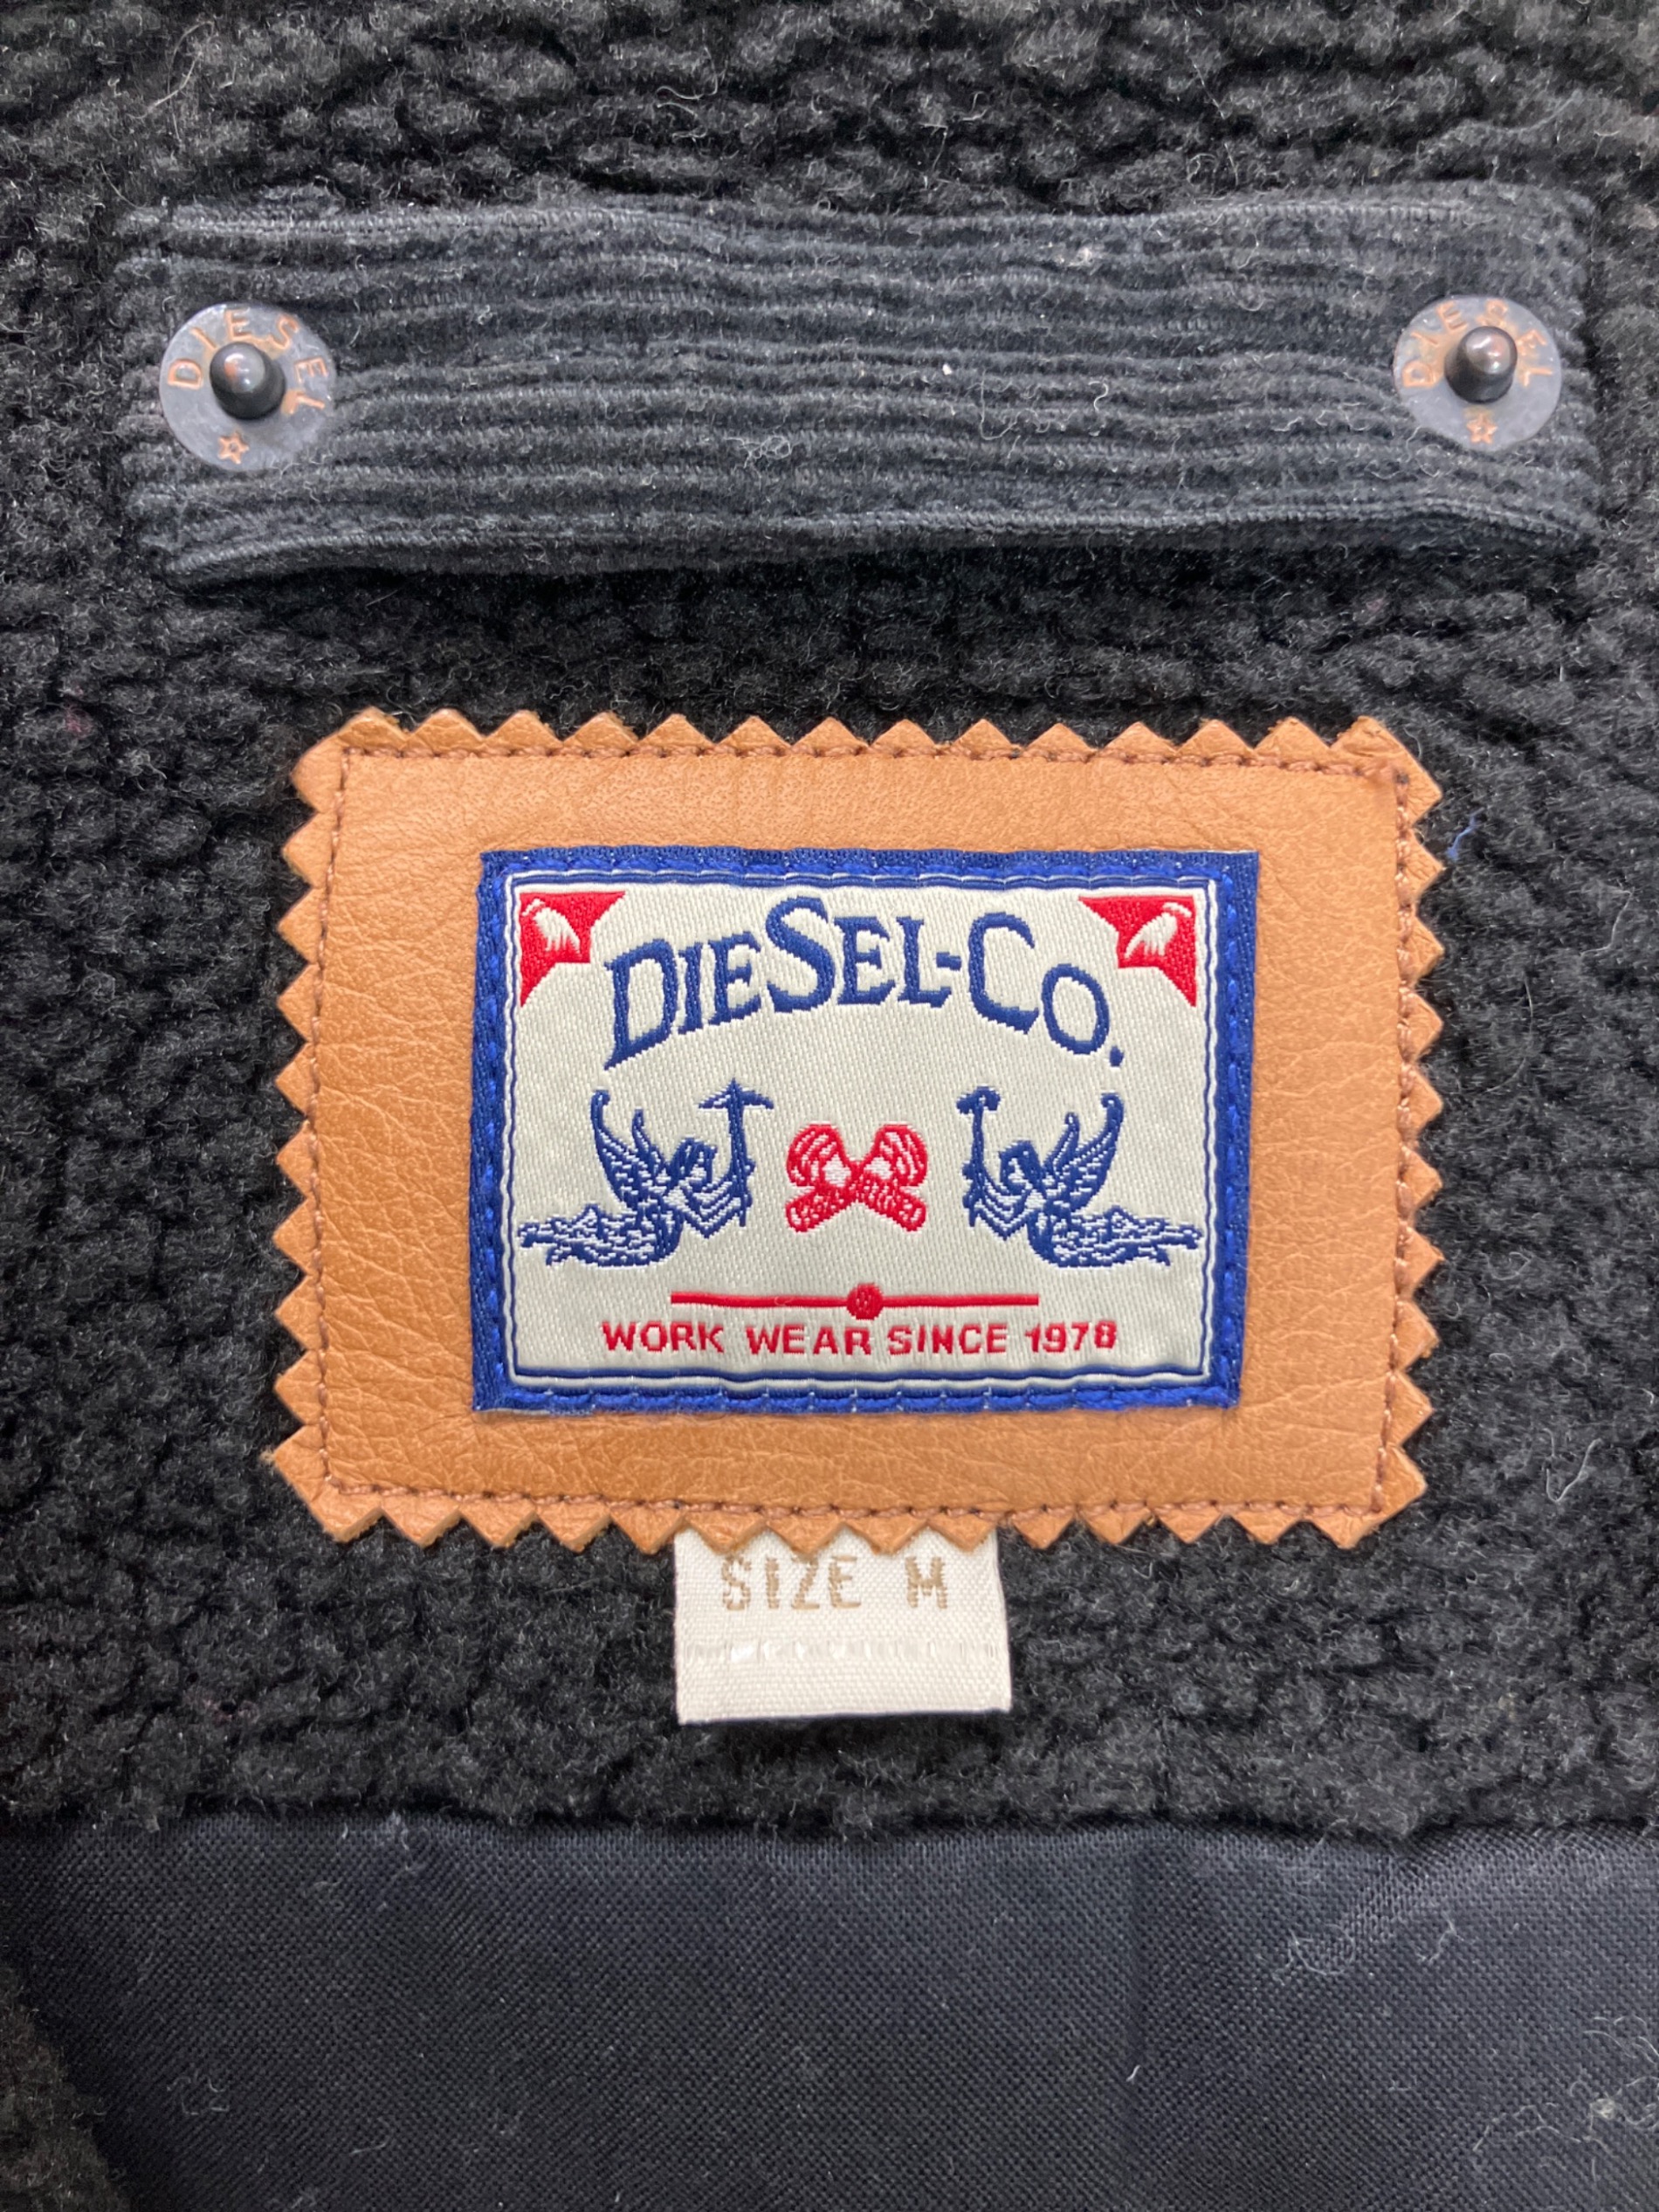 DIESEL
DIESEL
DIESEL-CO.
WORK WEAR SINCE 1978
SIZE M